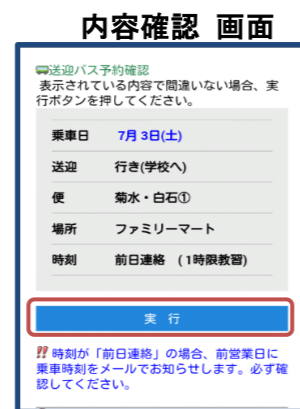 内容確認 画面
送迎バス予約確認
表示されている内容で間違いない場合、実
行ボタンを押してください。
乗車日 7月 3日(土)
送迎 行き(学校へ)
便 菊水・白石①
場所 ファミリーマート
時刻 前日連絡 (1時限教習)
実 行
⁉ 時刻が「前日連絡」の場合、前営業日に
乗車時刻をメールでお知らせします。必ず確
認してください。